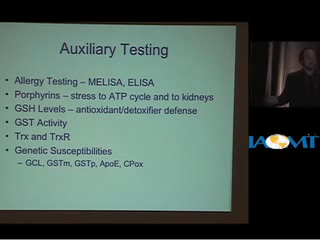 Auxiliary Testing
• Allergy Testing – MELISA, ELISA
• Porphyrins – stress to ATP cycle and to kidneys
• GSH Levels – antioxidant/detoxifier defense
• GST Activity
• Trx and TrxR
• Genetic Susceptibilities
– GCL, GSTm, GSTp, ApoE, CPox
IAOMT